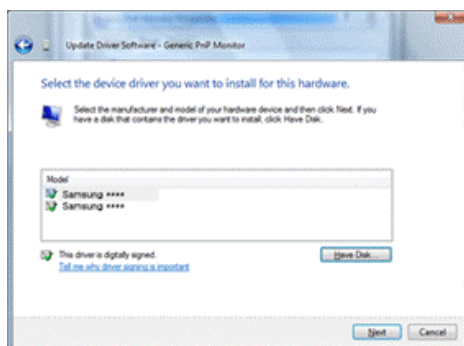 Update Driver Software - Generic PnP Monitor
Select the device driver you want to install for this hardware.
Select the manufacturer and model of your hardware device and then click Next. If you
have a disk that contains the driver you want to install, click Have Disk.
Model
Samsung ****
Samsung ****
This driver is digitally signed.
Have Disk...
Tell me why driver signing is important
Next
Cancel